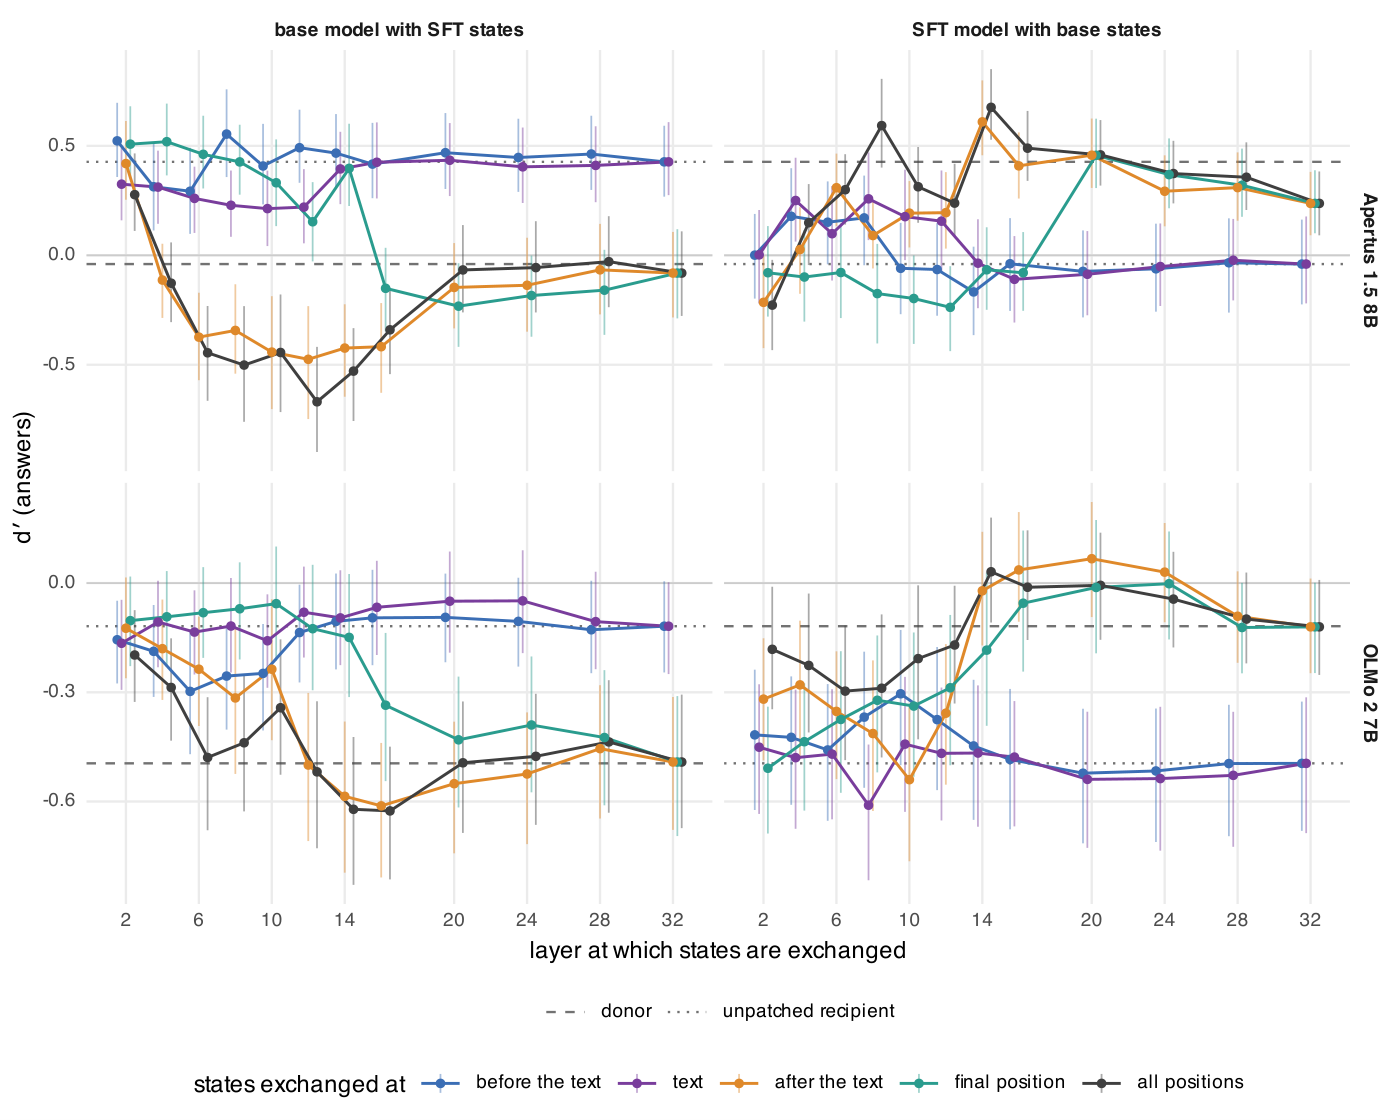 base model with SFT states
SFT model with base states
0.5
0.0
-0.5
Apertus 1.5 8B
0.0
-0.3
-0.6
OLMo 2 7B
d′ (answers)
2 6 10 14 20 24 28 32
2 6 10 14 20 24 28 32
layer at which states are exchanged
donor unpatched recipient
states exchanged at before the text text after the text final position all positions